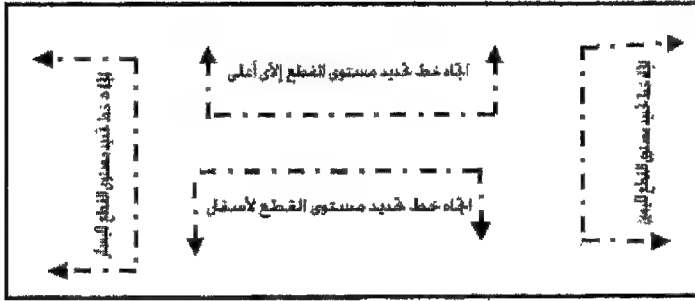 اتجاه خط تحديد مستوى القطع إلاى أعلى
اتجاه خط تحديد مستوى القطع لأسفل
اتجاه خط تحديد مستوى القطع لليسار
اتجاه خط تحديد مستوى القطع لليمين